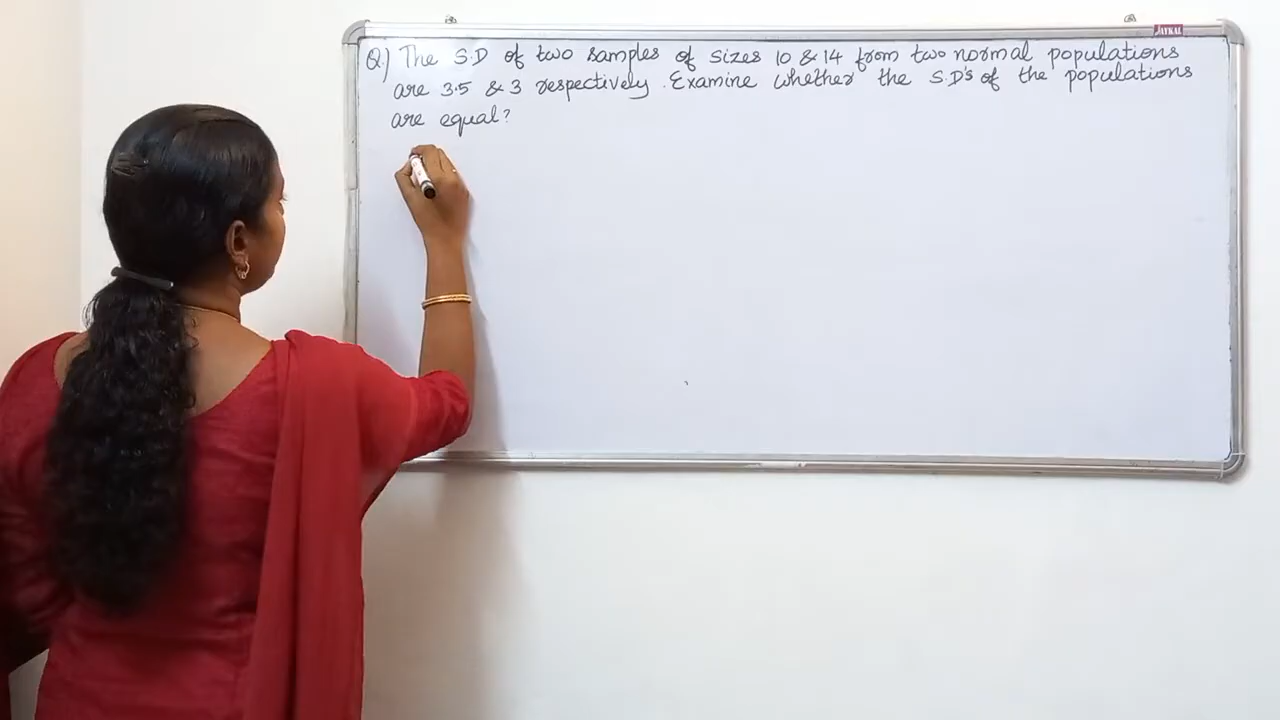 JAYKAL
Q.) The S.D of two samples of sizes 10 & 14 from two normal populations
are 3.5 & 3 respectively. Examine whether the S.D's of the populations
are equal?